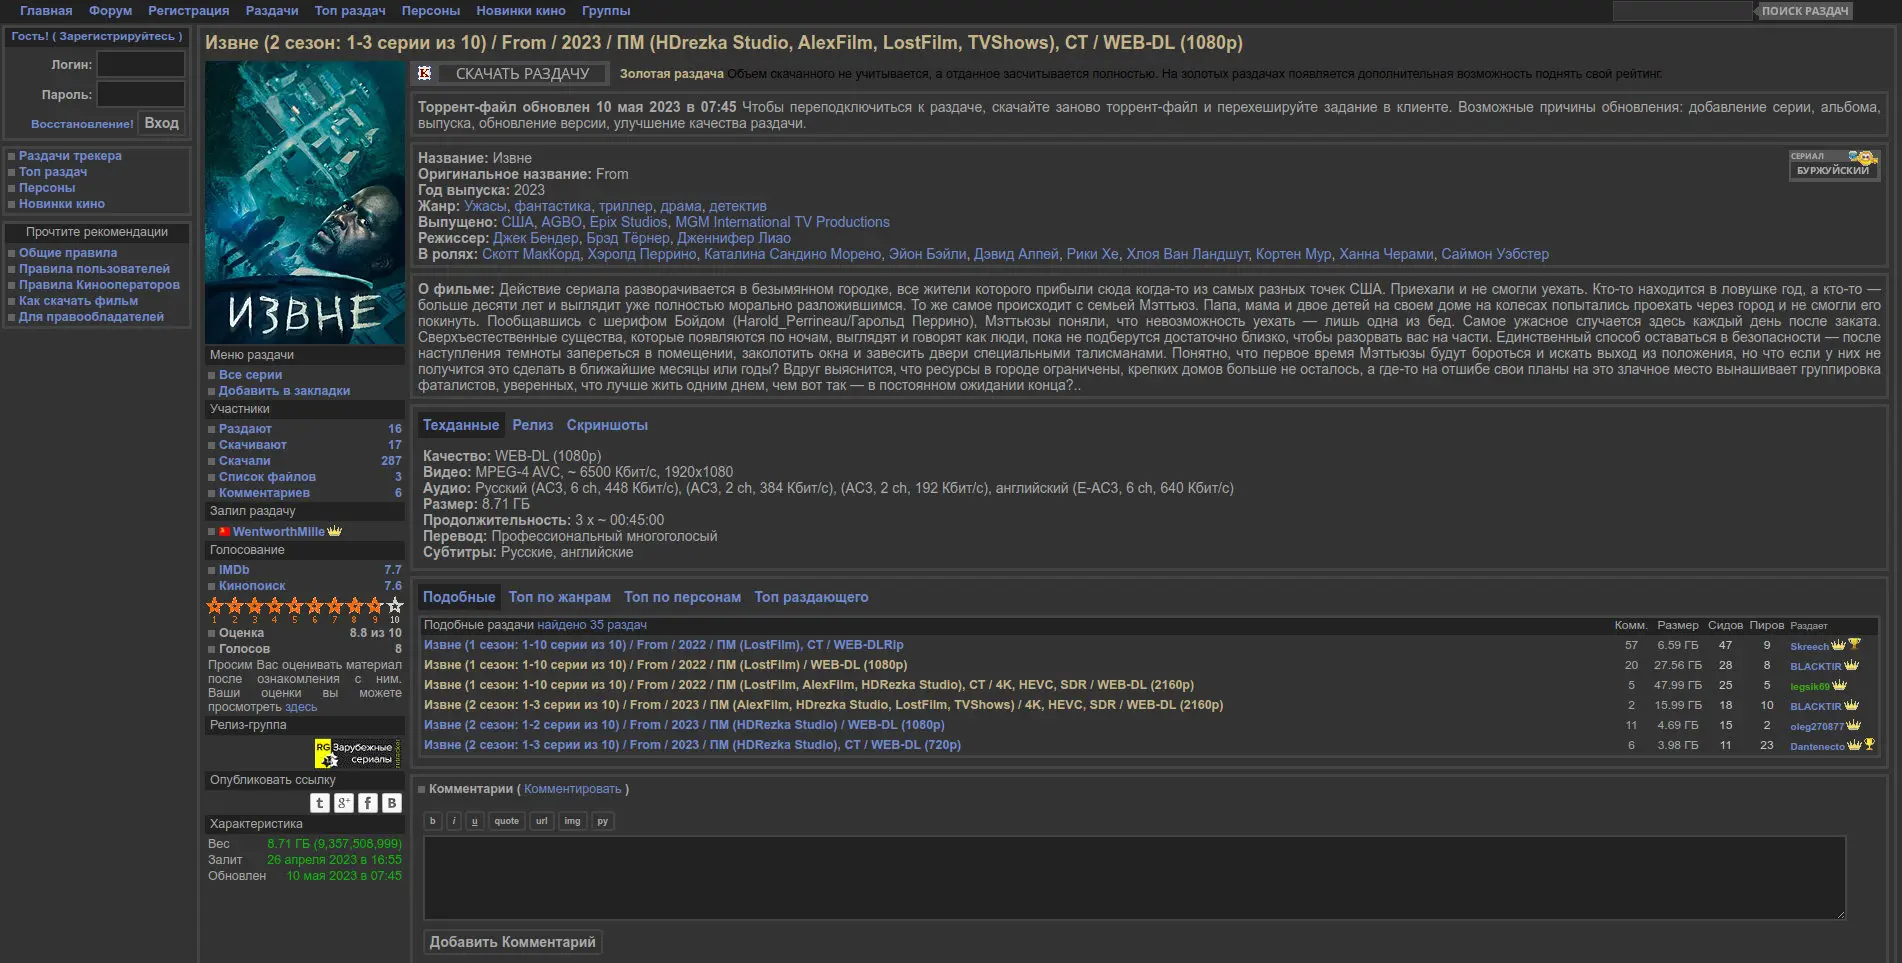 Главная Форум Регистрация Раздачи Топ раздач Персоны Новинки кино Группы ПОИСК РАЗДАЧ
Гость! ( Зарегистрируйтесь )
Логин:
Пароль:
Восстановление! Вход
Раздачи трекера
Топ раздач
Персоны
Новинки кино
Прочтите рекомендации
Общие правила
Правила пользователей
Правила Кинооператоров
Как скачать фильм
Для правообладателей
Извне (2 сезон: 1-3 серии из 10) / From / 2023 / ПМ (HDrezka Studio, AlexFilm, LostFilm, TVShows), СТ / WEB-DL (1080p)
ИЗВНЕ
Меню раздачи
Все серии
Добавить в закладки
Участники
Раздают 16
Скачивают 17
Скачали 287
Список файлов 3
Комментариев 6
Залил раздачу
WentworthMille
Голосование
IMDb 7.7
Кинопоиск 7.6
1 2 3 4 5 6 7 8 9 10
Оценка 8.8 из 10
Голосов 8
Просим Вас оценивать материал
после ознакомления с ним.
Ваши оценки вы можете
просмотреть здесь
Релиз-группа
RG Зарубежные
сериалы
Опубликовать ссылку
t g+ f B
Характеристика
Вес 8.71 ГБ (9,357,508,999)
Залит 26 апреля 2023 в 16:55
Обновлен 10 мая 2023 в 07:45
K СКАЧАТЬ РАЗДАЧУ Золотая раздача Объем скачанного не учитывается, а отданное засчитывается полностью. На золотых раздачах появляется дополнительная возможность поднять свой рейтинг.
Торрент-файл обновлен 10 мая 2023 в 07:45 Чтобы переподключиться к раздаче, скачайте заново торрент-файл и перехешируйте задание в клиенте. Возможные причины обновления: добавление серии, альбома,
выпуска, обновление версии, улучшение качества раздачи.
Название: Извне
СЕРИАЛ
БУРЖУЙСКИЙ
Оригинальное название: From
Год выпуска: 2023
Жанр: Ужасы, фантастика, триллер, драма, детектив
Выпущено: США, AGBO, Epix Studios, MGM International TV Productions
Режиссер: Джек Бендер, Брэд Тёрнер, Дженнифер Лиао
В ролях: Скотт МакКорд, Хэролд Перрино, Каталина Сандино Морено, Эйон Бэйли, Дэвид Алпей, Рики Хе, Хлоя Ван Ландшут, Кортен Мур, Ханна Черами, Саймон Уэбстер
О фильме: Действие сериала разворачивается в безымянном городке, все жители которого прибыли сюда когда-то из самых разных точек США. Приехали и не смогли уехать. Кто-то находится в ловушке год, а кто-то —
больше десяти лет и выглядит уже полностью морально разложившимся. То же самое происходит с семьей Мэттьюз. Папа, мама и двое детей на своем доме на колесах попытались проехать через город и не смогли его
покинуть. Пообщавшись с шерифом Бойдом (Harold_Perrineau/Гарольд Перрино), Мэттьюзы поняли, что невозможность уехать — лишь одна из бед. Самое ужасное случается здесь каждый день после заката.
Сверхъестественные существа, которые появляются по ночам, выглядят и говорят как люди, пока не подберутся достаточно близко, чтобы разорвать вас на части. Единственный способ оставаться в безопасности — после
наступления темноты запереться в помещении, заколотить окна и завесить двери специальными талисманами. Понятно, что первое время Мэттьюзы будут бороться и искать выход из положения, но что если у них не
получится это сделать в ближайшие месяцы или годы? Вдруг выяснится, что ресурсы в городе ограничены, крепких домов больше не осталось, а где-то на отшибе свои планы на это злачное место вынашивает группировка
фаталистов, уверенных, что лучше жить одним днем, чем вот так — в постоянном ожидании конца?..
Техданные Релиз Скриншоты
Качество: WEB-DL (1080p)
Видео: MPEG-4 AVC, ~ 6500 Кбит/с, 1920x1080
Аудио: Русский (AC3, 6 ch, 448 Кбит/с), (AC3, 2 ch, 384 Кбит/с), (AC3, 2 ch, 192 Кбит/с), английский (E-AC3, 6 ch, 640 Кбит/с)
Размер: 8.71 ГБ
Продолжительность: 3 x ~ 00:45:00
Перевод: Профессиональный многоголосый
Субтитры: Русские, английские
Подобные Топ по жанрам Топ по персонам Топ раздающего
Подобные раздачи найдено 35 раздач Комм. Размер Сидов Пиров Раздает
Извне (1 сезон: 1-10 серии из 10) / From / 2022 / ПМ (LostFilm), СТ / WEB-DLRip 57 6.59 ГБ 47 9 Skreech
Извне (1 сезон: 1-10 серии из 10) / From / 2022 / ПМ (LostFilm) / WEB-DL (1080p) 20 27.56 ГБ 28 8 BLACKTIR
Извне (1 сезон: 1-10 серии из 10) / From / 2022 / ПМ (LostFilm, AlexFilm, HDRezka Studio), СТ / 4K, HEVC, SDR / WEB-DL (2160p) 5 47.99 ГБ 25 5 legsik69
Извне (2 сезон: 1-3 серии из 10) / From / 2023 / ПМ (AlexFilm, HDrezka Studio, LostFilm, TVShows) / 4K, HEVC, SDR / WEB-DL (2160p) 2 15.99 ГБ 18 10 BLACKTIR
Извне (2 сезон: 1-2 серии из 10) / From / 2023 / ПМ (HDRezka Studio) / WEB-DL (1080p) 11 4.69 ГБ 15 2 oleg270877
Извне (2 сезон: 1-3 серии из 10) / From / 2023 / ПМ (HDRezka Studio), СТ / WEB-DL (720p) 6 3.98 ГБ 11 23 Dantenecto
Комментарии ( Комментировать )
b i u quote url img py
Добавить Комментарий